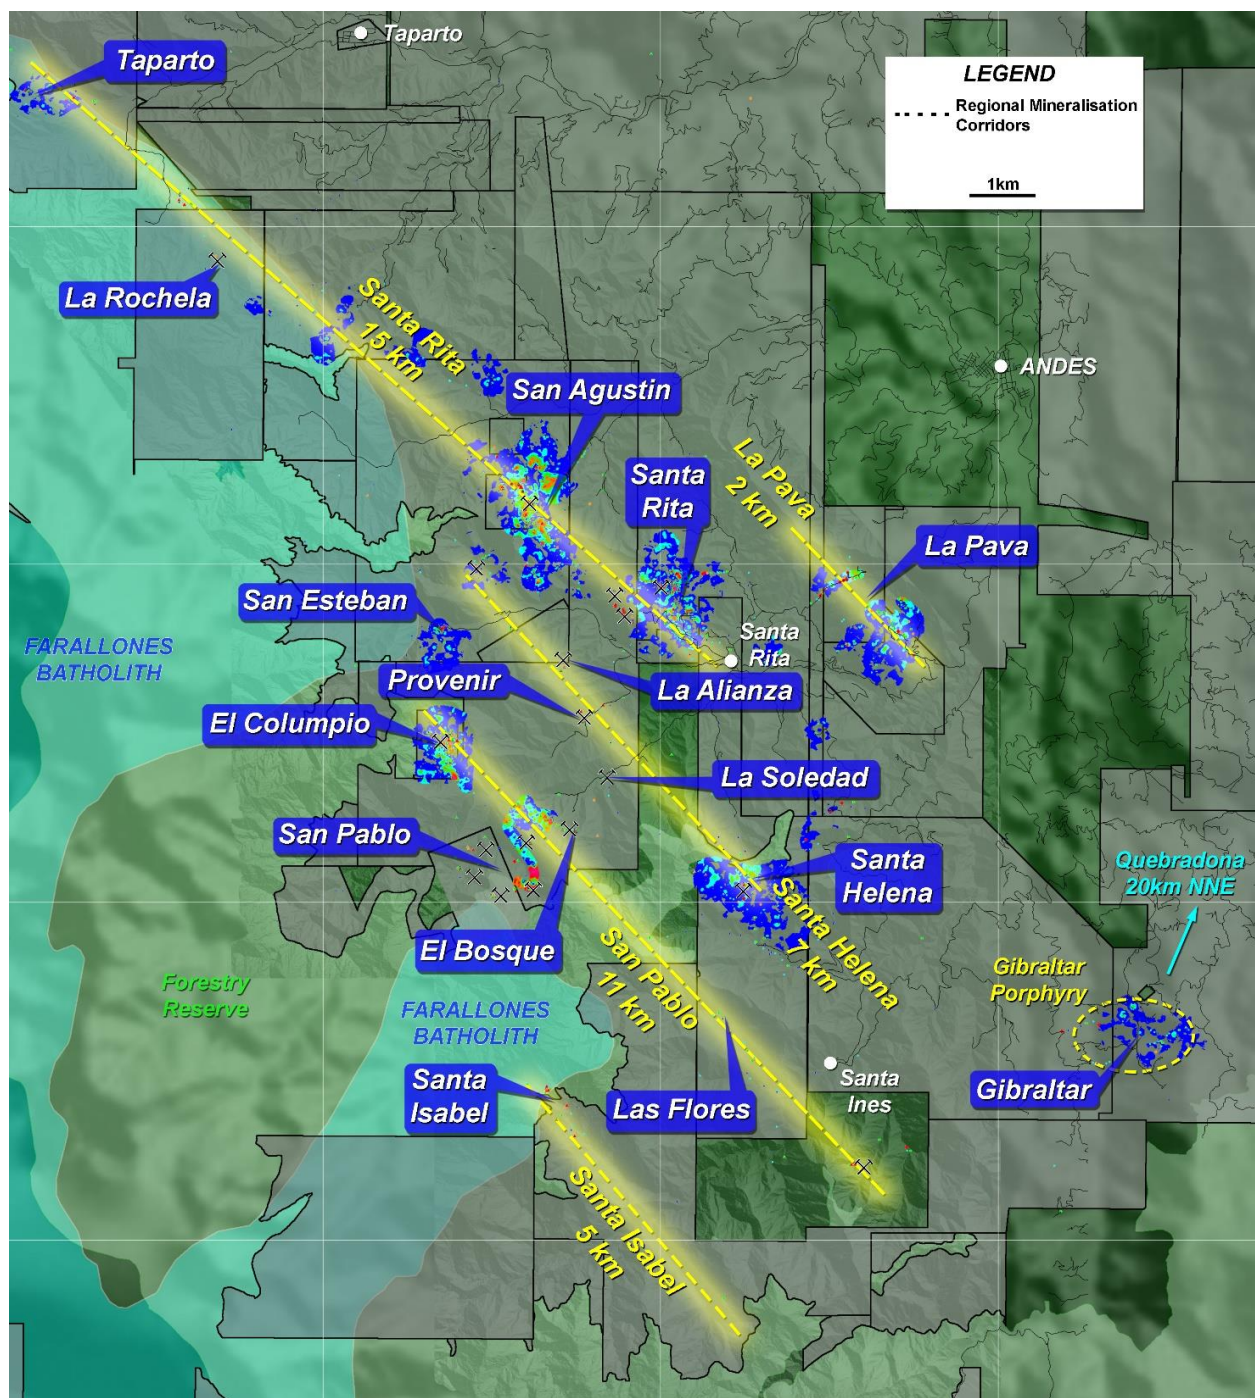 Taparto
Taparto
LEGEND
Regional Mineralisation
Corridors
1km
La Rochela
Santa Rita
15 km
ANDES
San Agustin
Santa
Rita
La Pava
2 km
La Pava
San Esteban
FARALLONES
BATHOLITH
Santa
Rita
Provenir
La Alianza
El Columpio
La Soledad
San Pablo
Santa
Helena
Quebradona
20km NNE
El Bosque
San Pablo
11 km
Santa Helena
7 km
Gibraltar
Porphyry
Forestry
Reserve
FARALLONES
BATHOLITH
Santa
Isabel
Las Flores
Santa
Ines
Gibraltar
Santa Isabel
5 km